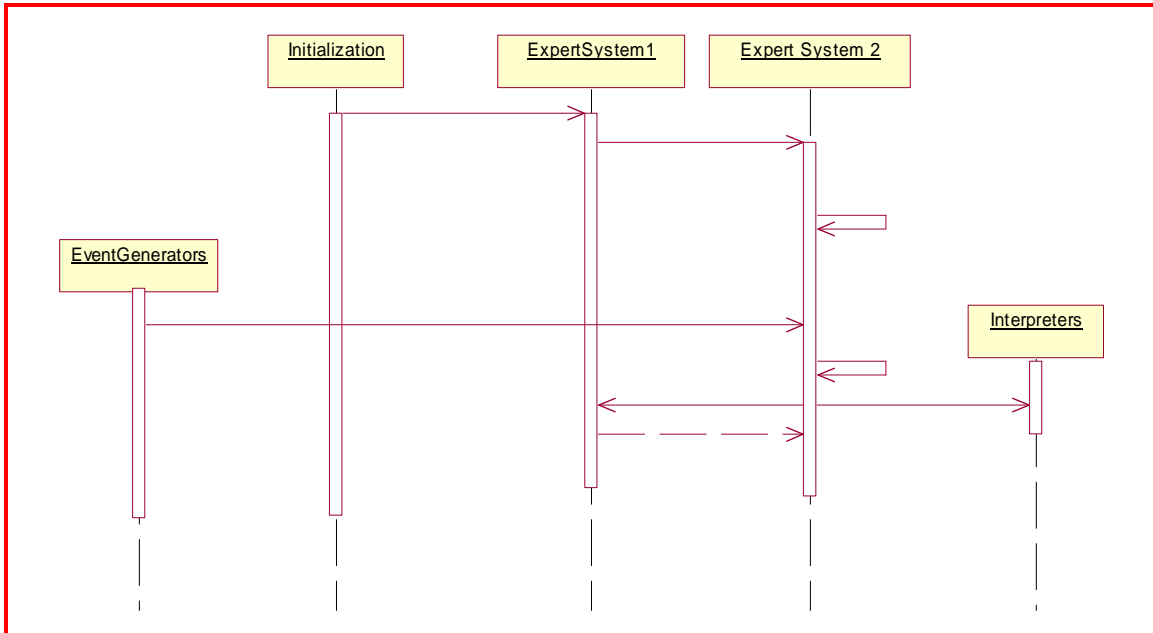 Initialization
ExpertSystem1
Expert System 2
EventGenerators
Interpreters